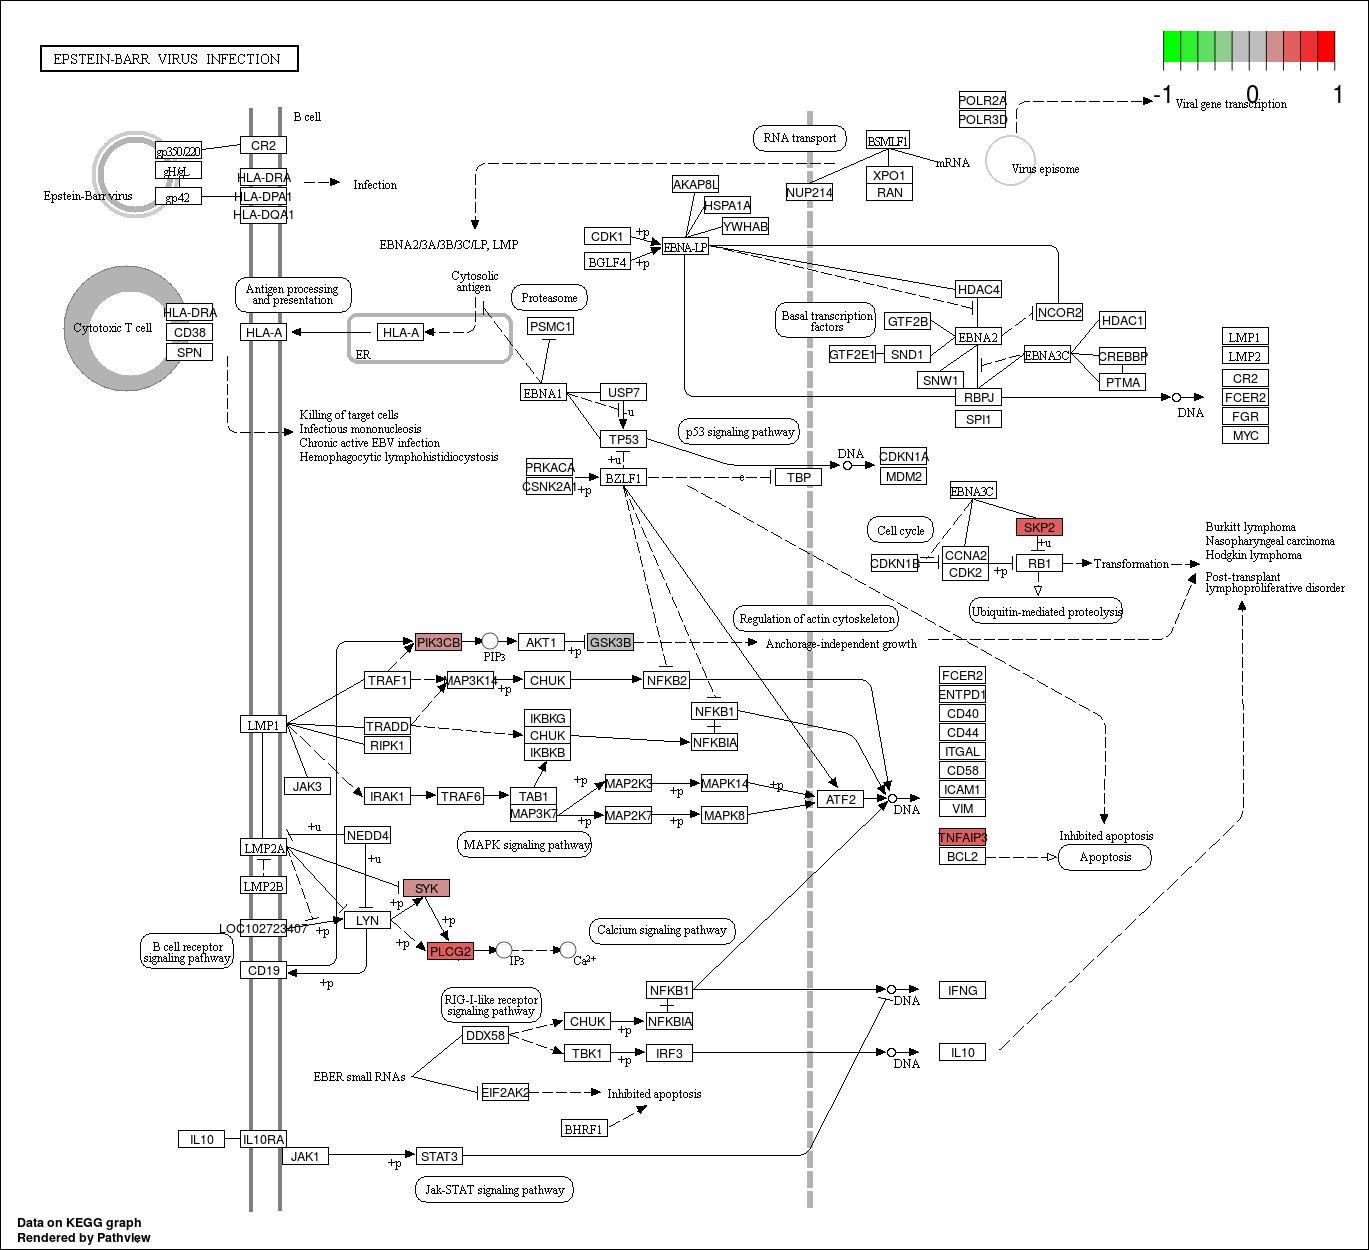 EPSTEIN-BARR VIRUS INFECTION
-1
0
1
B cell
POLR2A
POLR3D
Viral gene transcription
Virus episome
gp350/220
gH/gL
gp42
Epstein-Barr virus
CR2
HLA-DRA
HLA-DPA1
HLA-DQA1
Infection
RNA transport
BSMLF1
mRNA
XPO1
RAN
NUP214
AKAP8L
HSPA1A
YWHAB
CDK1
+p
BGLF4
+p
EBNA-LP
EBNA2/3A/3B/3C/LP, LMP
Cytosolic
antigen
Antigen processing
and presentation
Proteasome
PSMC1
Cytotoxic T cell
HLA-DRA
CD38
SPN
HLA-A
HLA-A
ER
HDAC4
Basal transcription
factors
GTF2B
GTF2E1
SND1
EBNA2
NCOR2
HDAC1
EBNA3C
CREBBP
PTMA
SNW1
RBPJ
SPI1
DNA
LMP1
LMP2
CR2
FCER2
FGR
MYC
Killing of target cells
Infectious mononucleosis
Chronic active EBV infection
Hemophagocytic lymphohistidiocystosis
EBNA1
USP7
-u
TP53
+u
p53 signaling pathway
PRKACA
CSNK2A1
+p
BZLF1
e
TBP
DNA
CDKN1A
MDM2
EBNA3C
Cell cycle
SKP2
+u
CDKN1B
CCNA2
CDK2
+p
RB1
Transformation
Ubiquitin-mediated proteolysis
Burkitt lymphoma
Nasopharyngeal carcinoma
Hodgkin lymphoma
Post-transplant
lymphoproliferative disorder
Regulation of actin cytoskeleton
Anchorage-independent growth
PIK3CB
PIP3
AKT1
+p
GSK3B
TRAF1
MAP3K14
+p
CHUK
NFKB2
LMP1
TRADD
RIPK1
IKBKG
CHUK
IKBKB
NFKB1
NFKBIA
JAK3
IRAK1
TRAF6
TAB1
MAP3K7
+p
+p
MAP2K3
+p
MAPK14
+p
MAP2K7
+p
MAPK8
ATF2
DNA
MAPK signaling pathway
FCER2
ENTPD1
CD40
CD44
ITGAL
CD58
ICAM1
VIM
TNFAIP3
BCL2
Inhibited apoptosis
Apoptosis
+u
NEDD4
+u
LMP2A
LMP2B
SYK
+p
+p
LOC102723407
+p
LYN
+p
PLCG2
IP3
Ca2+
Calcium signaling pathway
B cell receptor
signaling pathway
CD19
+p
RIG-I-like receptor
signaling pathway
DDX58
CHUK
+p
NFKB1
NFKBIA
TBK1
+p
IRF3
DNA
IFNG
DNA
IL10
EBER small RNAs
EIF2AK2
Inhibited apoptosis
BHRF1
IL10
IL10RA
JAK1
+p
STAT3
Jak-STAT signaling pathway
Data on KEGG graph
Rendered by Pathview